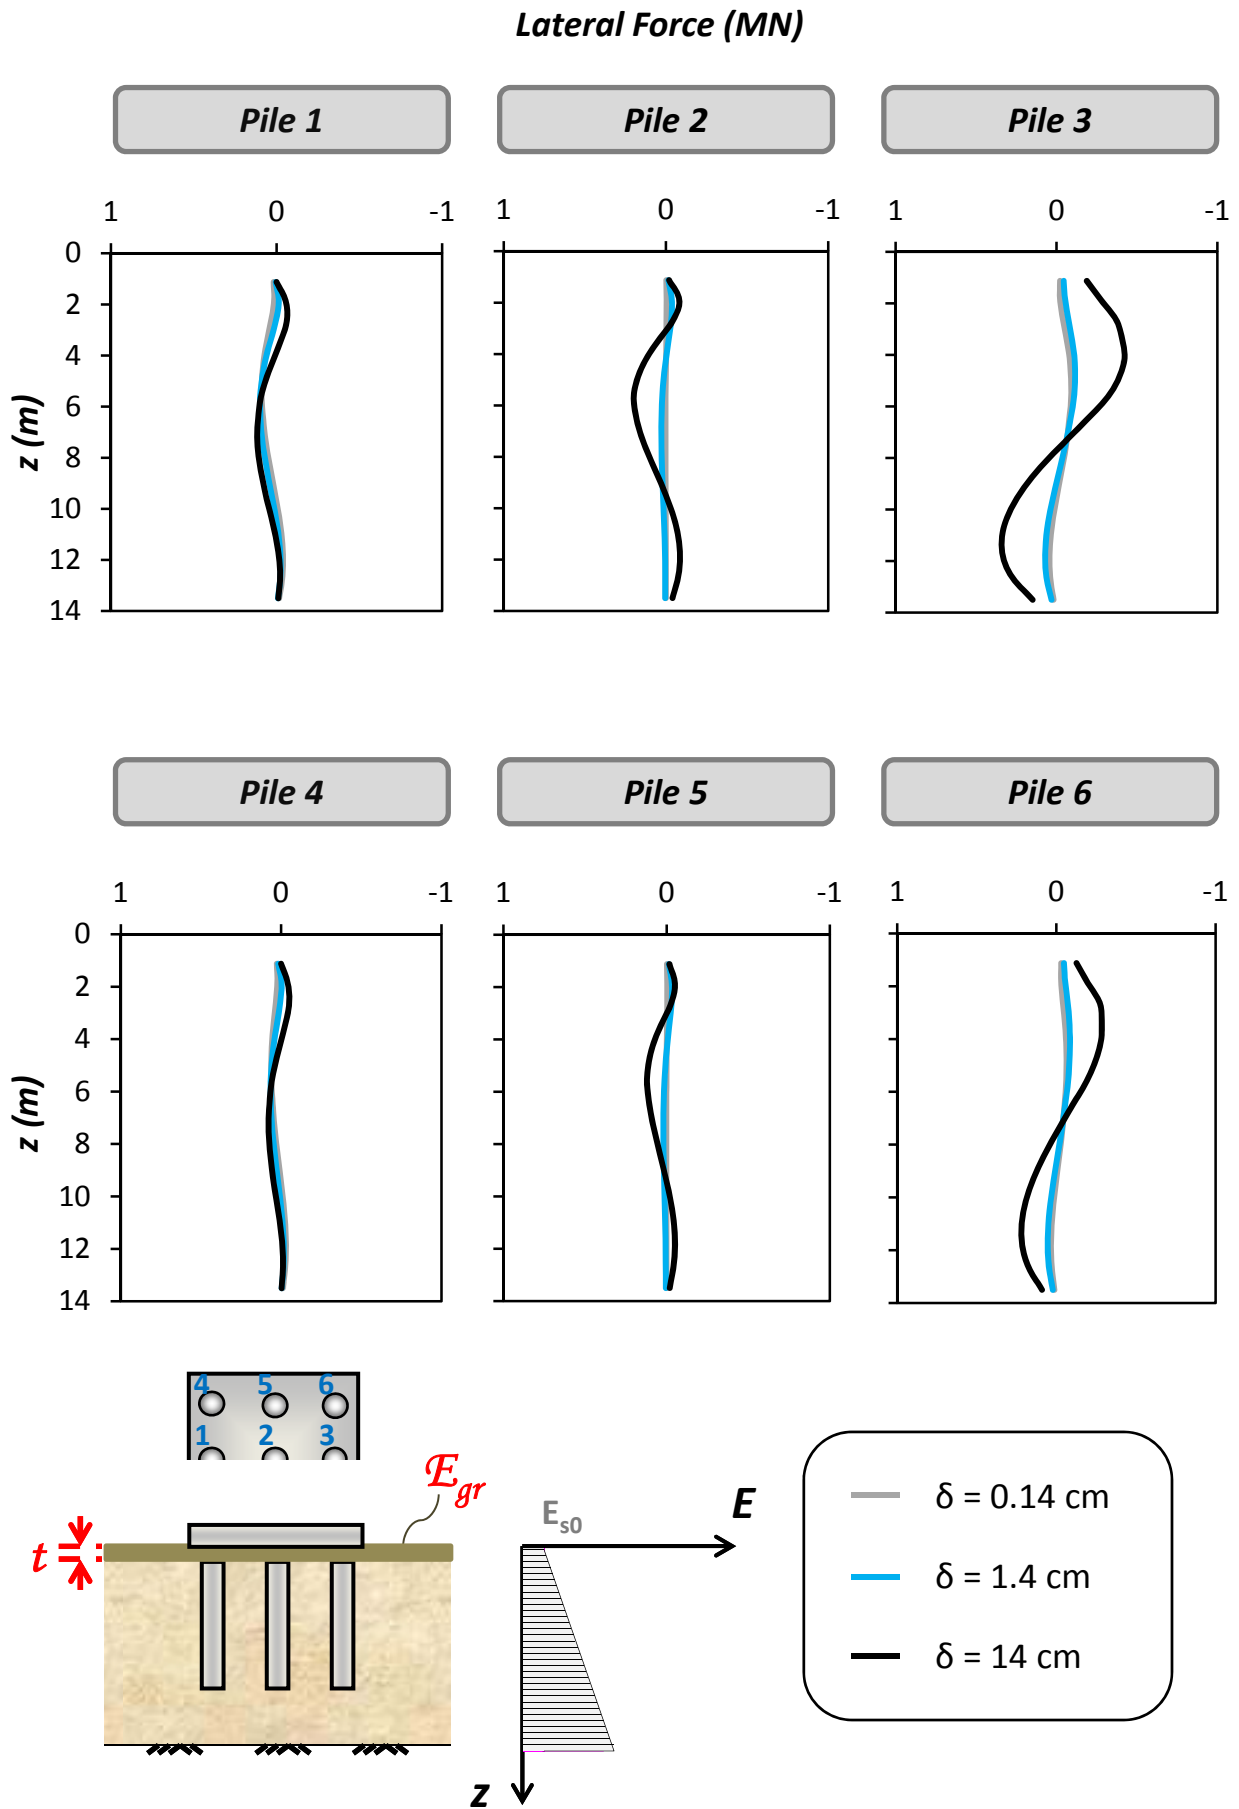 Lateral Force (MN)
Pile 1 Pile 2 Pile 3
1 0 -1 1 0 -1 1 0 -1
0
2
4
6
8
10
12
14
z (m)
Pile 4 Pile 5 Pile 6
1 0 -1 1 0 -1 1 0 -1
0
2
4
6
8
10
12
14
z (m)
4 5 6
1 2 3
E_gr
t
E_s0
E
z
δ = 0.14 cm
δ = 1.4 cm
δ = 14 cm